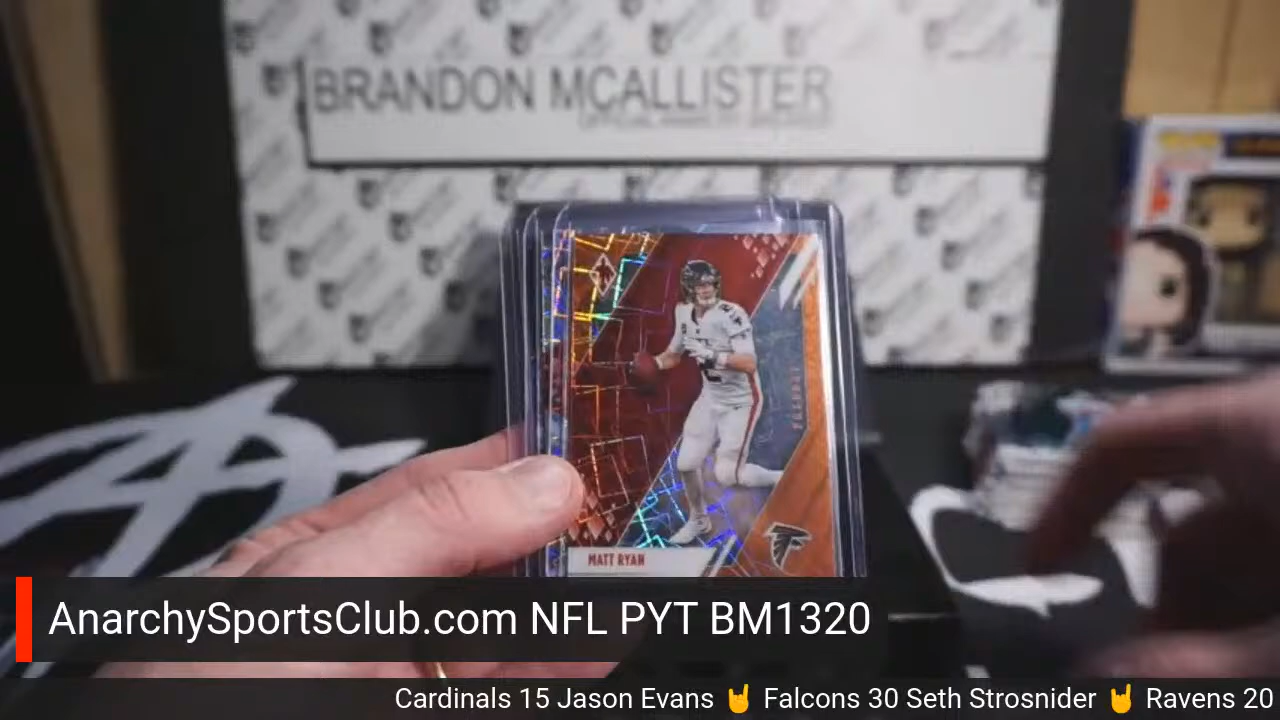 BRANDON MCALLISTER
MATT RYAN
AnarchySportsClub.com NFL PYT BM1320
Cardinals 15 Jason Evans 🤘 Falcons 30 Seth Strosnider 🤘 Ravens 20